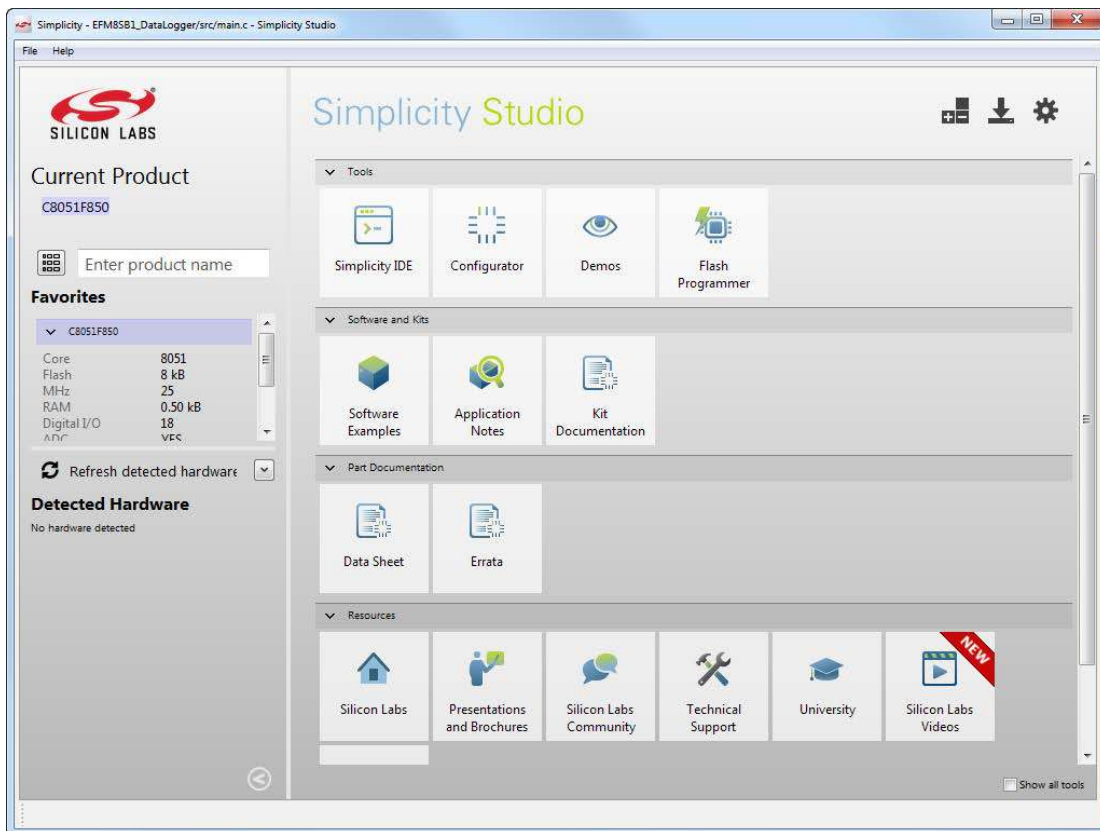 Simplicity - EFM8SB1_DataLogger/src/main.c - Simplicity Studio
File Help
SILICON LABS
Simplicity Studio
Current Product
C8051F850
Enter product name
Favorites
C8051F850
Core 8051
Flash 8 kB
MHz 25
RAM 0.50 kB
Digital I/O 18
ADC YES
Refresh detected hardware
Detected Hardware
No hardware detected
Tools
Simplicity IDE
Configurator
Demos
Flash
Programmer
Software and Kits
Software
Examples
Application
Notes
Kit
Documentation
Part Documentation
Data Sheet
Errata
Resources
Silicon Labs
Presentations
and Brochures
Silicon Labs
Community
Technical
Support
University
NEW
Silicon Labs
Videos
Show all tools